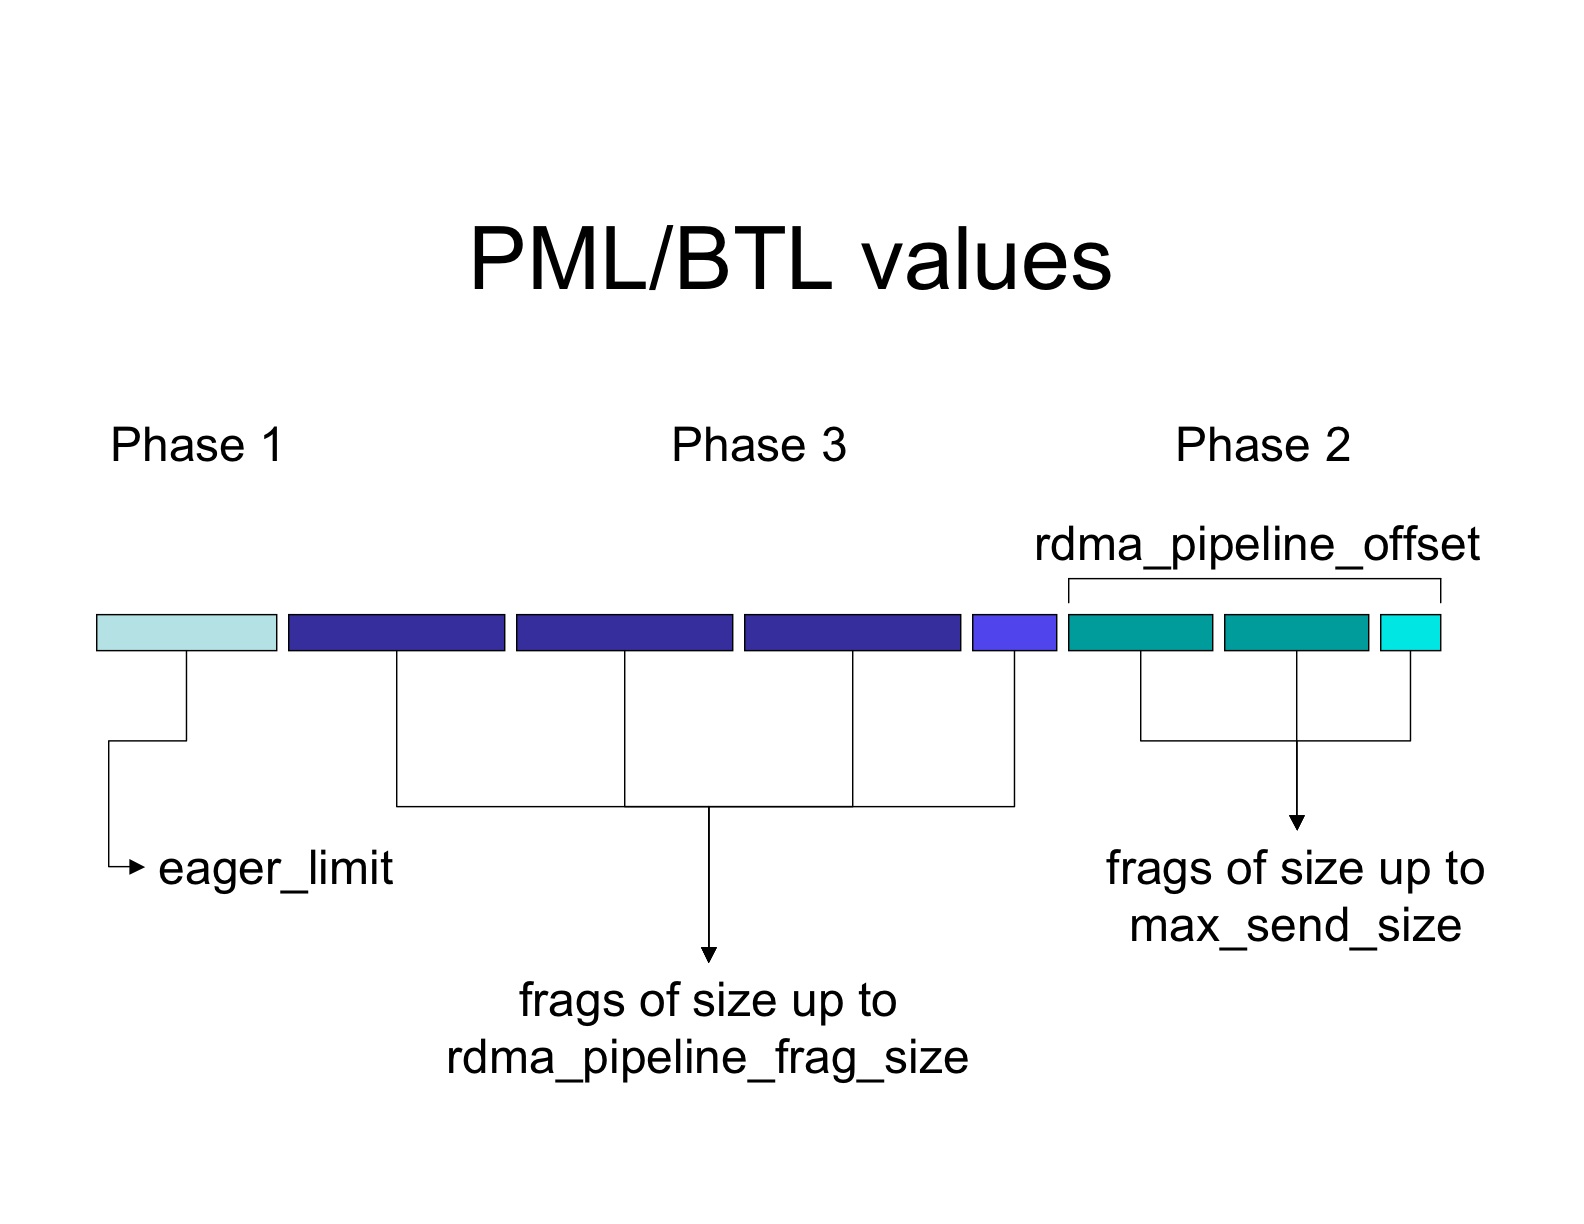 PML/BTL values
Phase 1
Phase 3
Phase 2
rdma_pipeline_offset
eager_limit
frags of size up to
max_send_size
frags of size up to
rdma_pipeline_frag_size